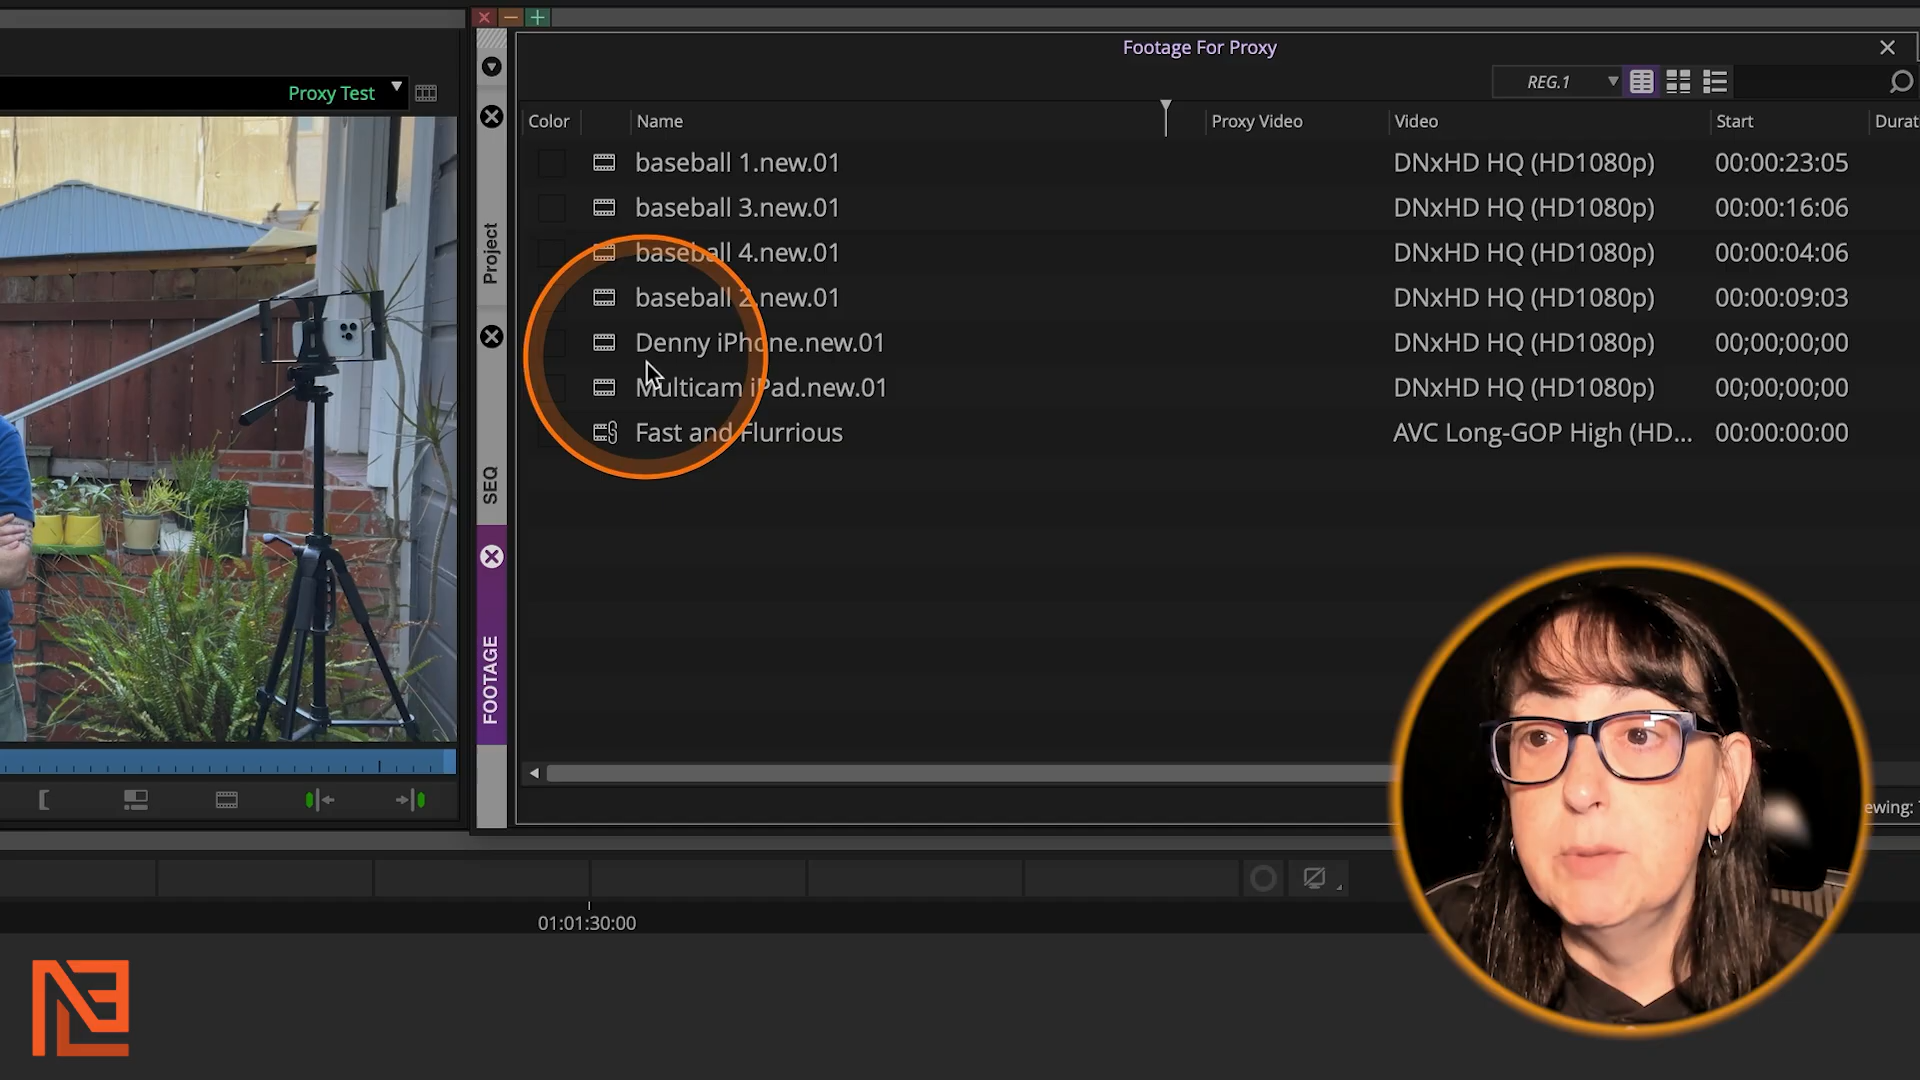 Footage For Proxy
Proxy Test
REG.1
Color Name Proxy Video Video Start Durat
baseball 1.new.01 DNxHD HQ (HD1080p) 00:00:23:05
baseball 3.new.01 DNxHD HQ (HD1080p) 00:00:16:06
baseball 4.new.01 DNxHD HQ (HD1080p) 00:00:04:06
baseball 2.new.01 DNxHD HQ (HD1080p) 00:00:09:03
Denny iPhone.new.01 DNxHD HQ (HD1080p) 00;00;00;00
Multicam iPad.new.01 DNxHD HQ (HD1080p) 00;00;00;00
Fast and Flurrious AVC Long-GOP High (HD... 00:00:00:00
Project
SEQ
FOOTAGE
ewing:
01:01:30:00